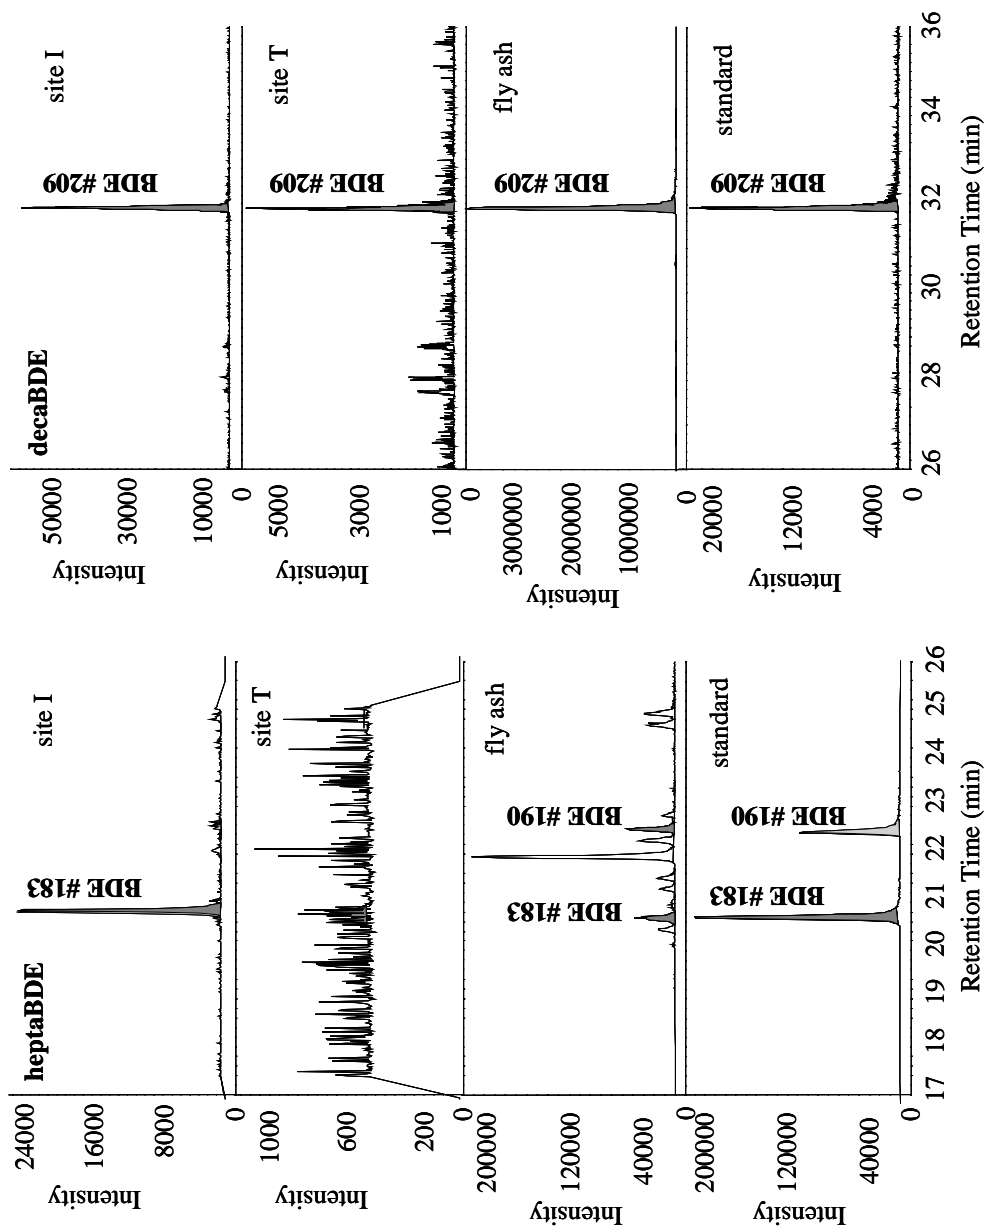 heptaBDE
site I
BDE #183
Intensity
24000
16000
8000
0
site T
Intensity
1000
600
200
0
fly ash
BDE #183
BDE #190
Intensity
200000
120000
40000
0
standard
BDE #183
BDE #190
Intensity
120000
40000
0
17 18 19 20 21 22 23 24 25 26
Retention Time (min)
decaBDE
site I
BDE #209
Intensity
50000
30000
10000
0
site T
BDE #209
Intensity
5000
3000
1000
0
fly ash
BDE #209
Intensity
3000000
2000000
1000000
0
standard
BDE #209
Intensity
20000
12000
4000
0
26 28 30 32 34 36
Retention Time (min)